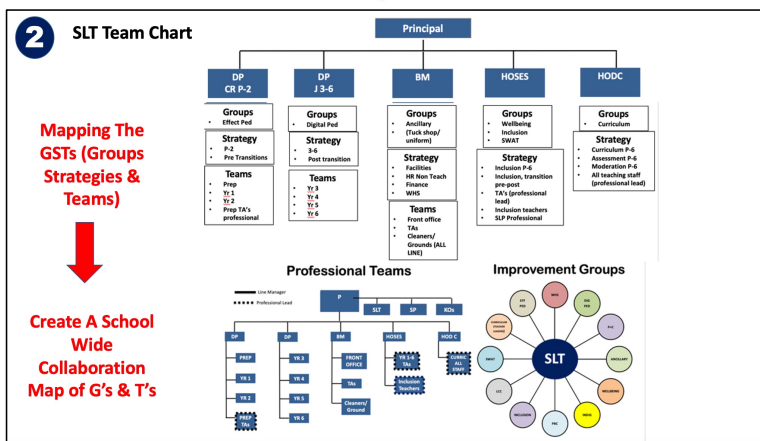 2
SLT Team Chart
Principal
DP
CR P-2
DP
J 3-6
BM
HOSES
HODC
Groups
• Effect Ped
Strategy
• P-2
• Pre Transitions
Teams
• Prep
• Yr 1
• Yr 2
• Prep TA's
professional
Groups
• Digital Ped
Strategy
• 3-6
• Post transition
Teams
• Yr 3
• Yr 4
• Yr 5
• Yr 6
Groups
• Ancillary
(Tuck shop/
uniform)
Strategy
• Facilities
• HR Non Teach
• Finance
• WHS
Teams
• Front office
• TAs
• Cleaners/
Grounds (ALL
LINE)
Groups
• Wellbeing
• Inclusion
• SWAT
Strategy
• Inclusion P-6
• Inclusion, transition
pre-post
• TA's (professional
lead)
• Inclusion teachers
• SLP Professional
Groups
• Curriculum
Strategy
• Curriculum P-6
• Assessment P-6
• Moderation P-6
• All teaching staff
(professional lead)
Mapping The
GSTs (Groups
Strategies &
Teams)
Create A School
Wide
Collaboration
Map of G's & T's
Professional Teams
Line Manager
Professional Lead
P
SLT
SP
KDs
DP
DP
BM
HOSES
HOD C
PREP
YR 1
YR 2
PREP
TAs
YR 3
YR 4
YR 5
YR 6
FRONT
OFFICE
TAs
Cleaners/
Ground
YR 1-6
TAs
Inclusion
Teachers
CURRIC
ALL
STAFF
Improvement Groups
SLT
WHS
DIG
PED
P+C
ANCILLARY
WELLBEING
PBL
INCLUSION
LCC
SWAT
EFF
PED